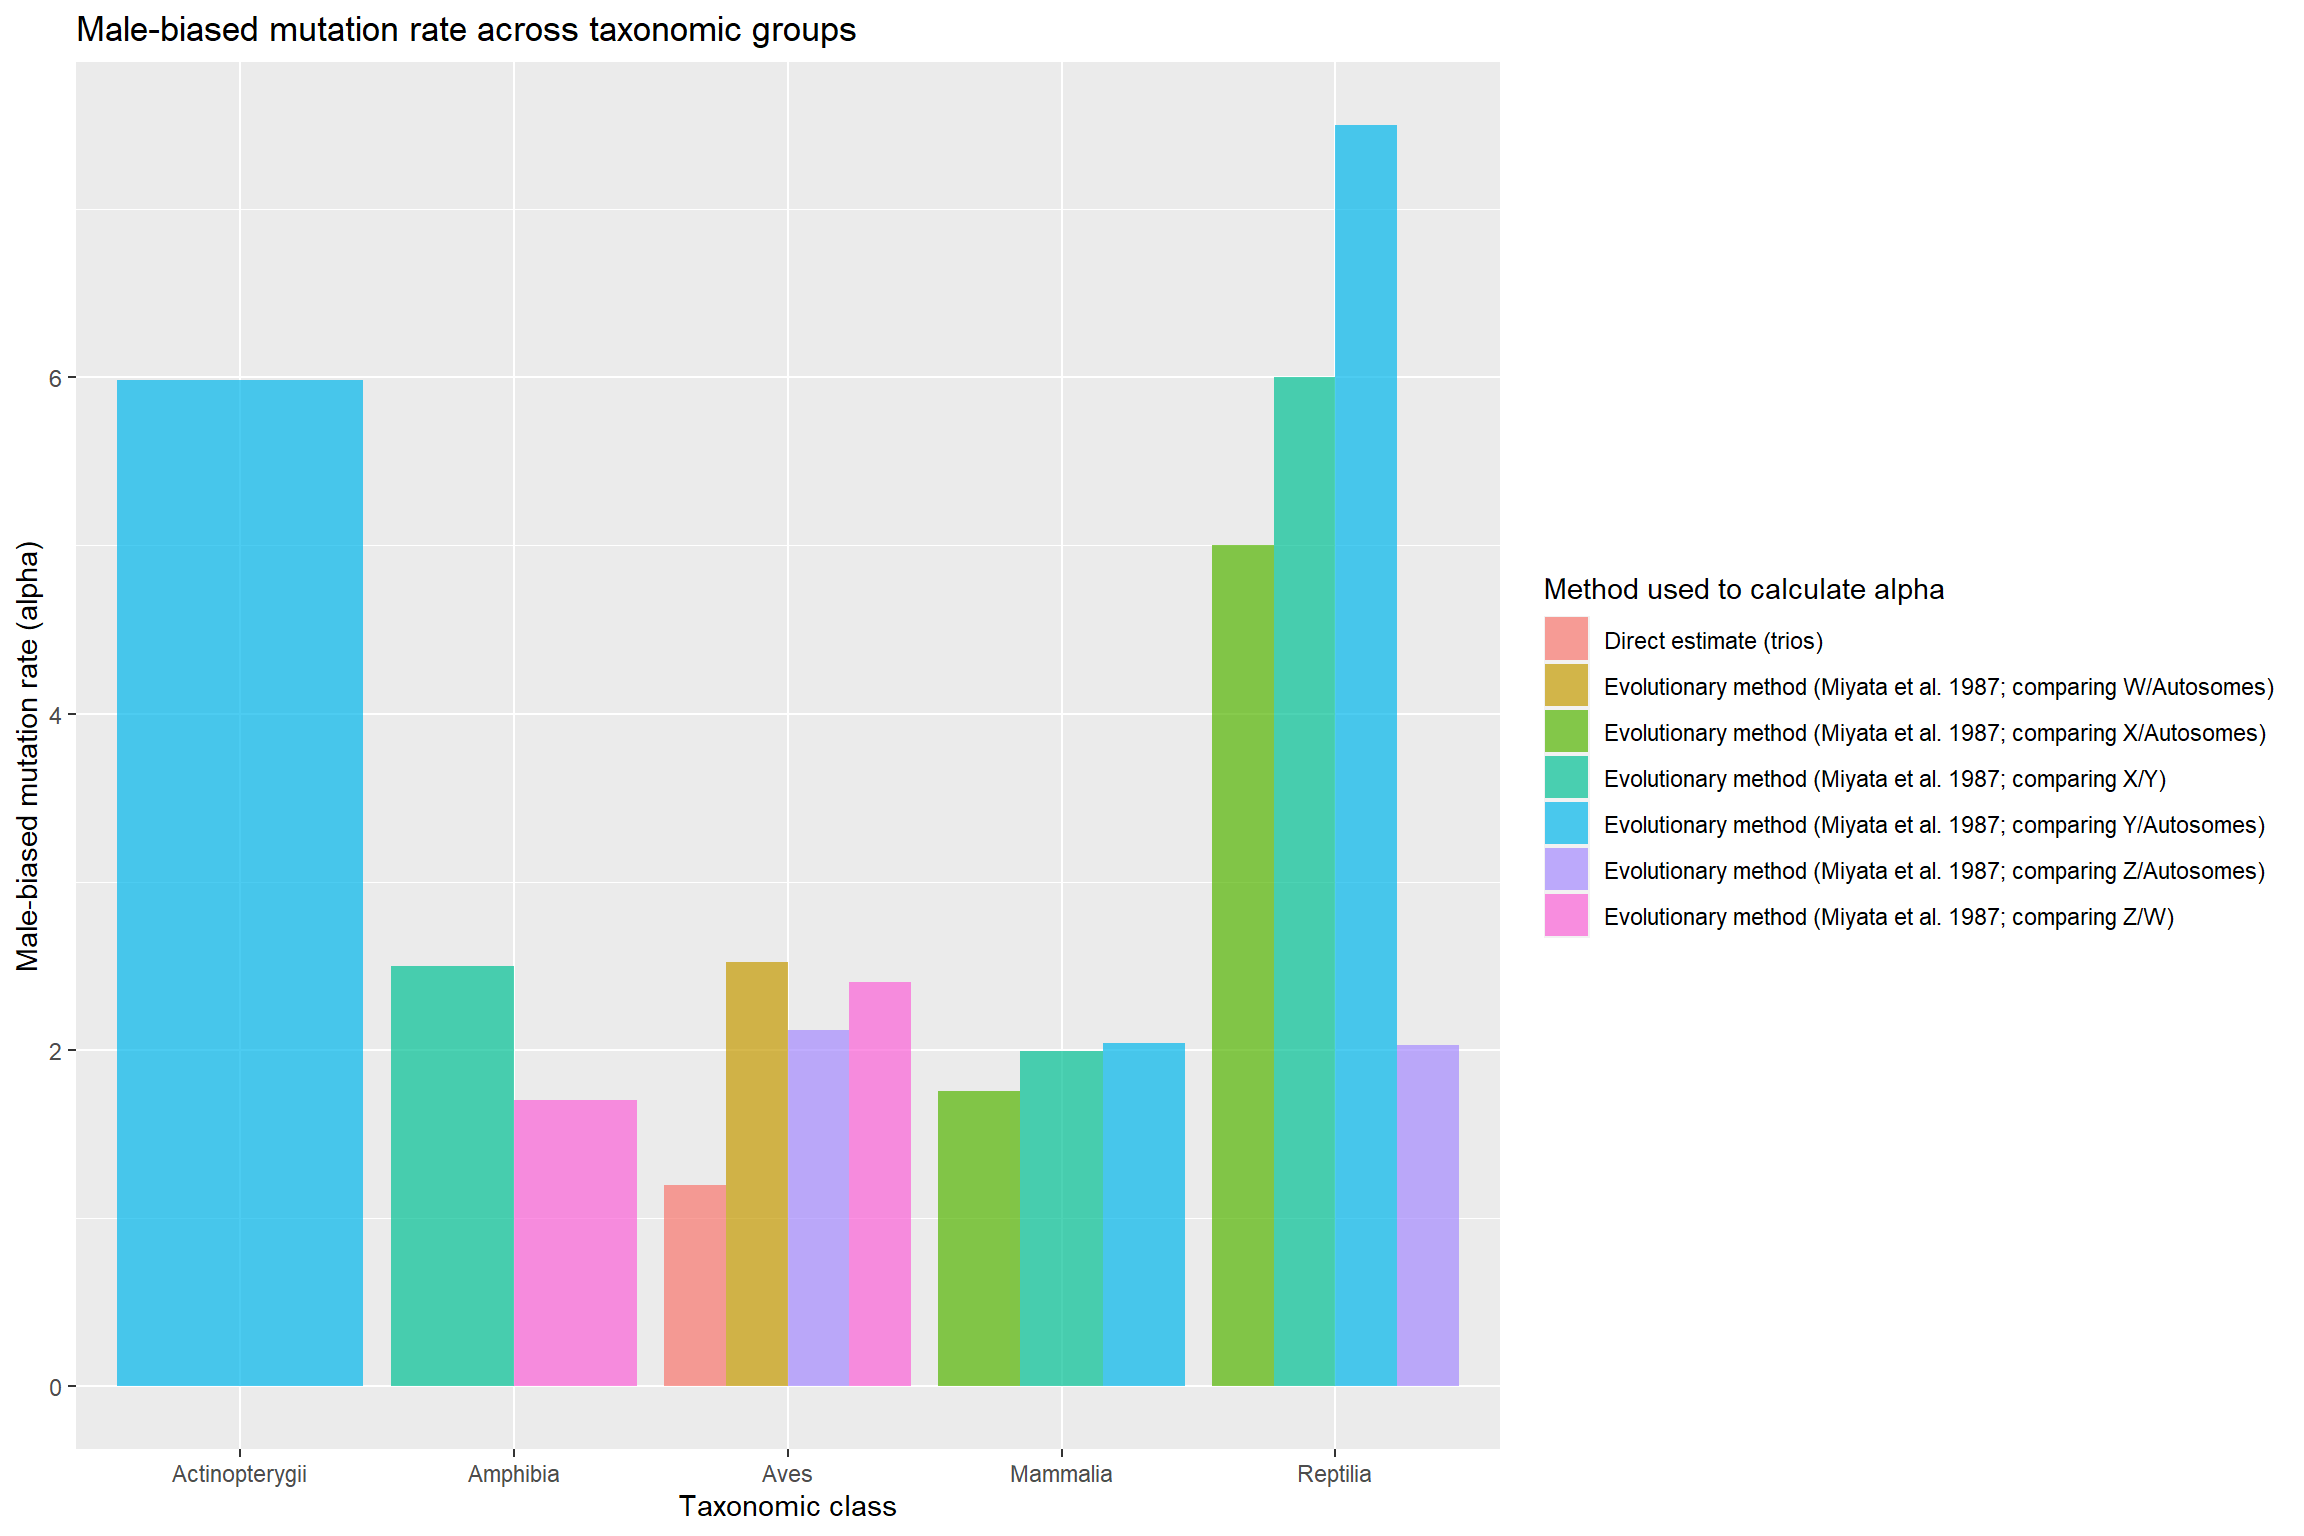 Male-biased mutation rate across taxonomic groups
Male-biased mutation rate (alpha)
6
4
2
0
Actinopterygii
Amphibia
Aves
Mammalia
Reptilia
Taxonomic class
Method used to calculate alpha
Direct estimate (trios)
Evolutionary method (Miyata et al. 1987; comparing W/Autosomes)
Evolutionary method (Miyata et al. 1987; comparing X/Autosomes)
Evolutionary method (Miyata et al. 1987; comparing X/Y)
Evolutionary method (Miyata et al. 1987; comparing Y/Autosomes)
Evolutionary method (Miyata et al. 1987; comparing Z/Autosomes)
Evolutionary method (Miyata et al. 1987; comparing Z/W)